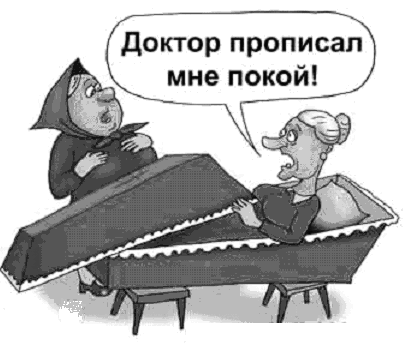 Доктор прописал
мне покой!